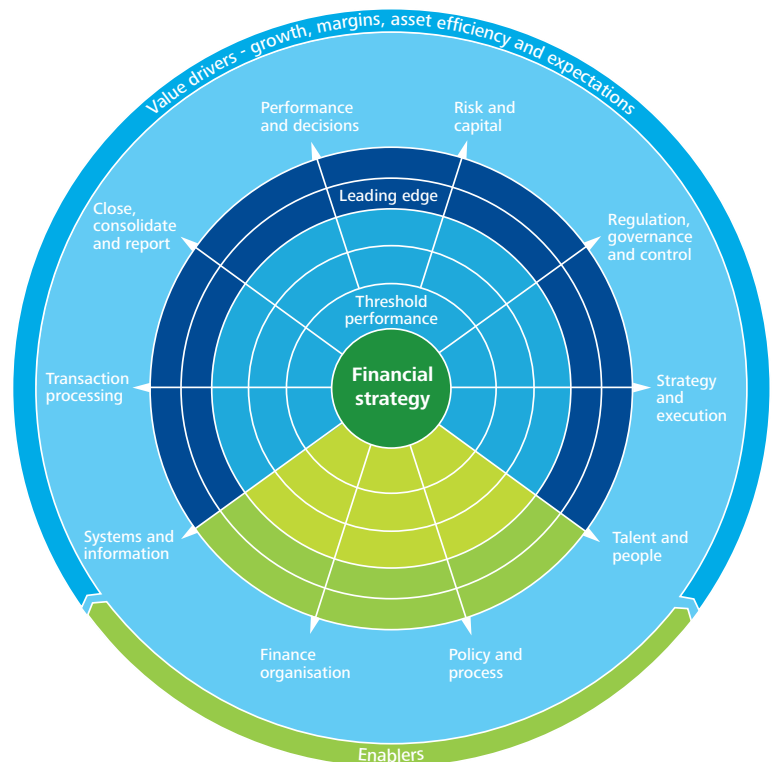 Value drivers - growth, margins, asset efficiency and expectations
Performance
and decisions
Risk and
capital
Close,
consolidate
and report
Leading edge
Regulation,
governance
and control
Threshold
performance
Financial
strategy
Transaction
processing
Strategy
and
execution
Systems and
information
Talent and
people
Finance
organisation
Policy and
process
Enablers